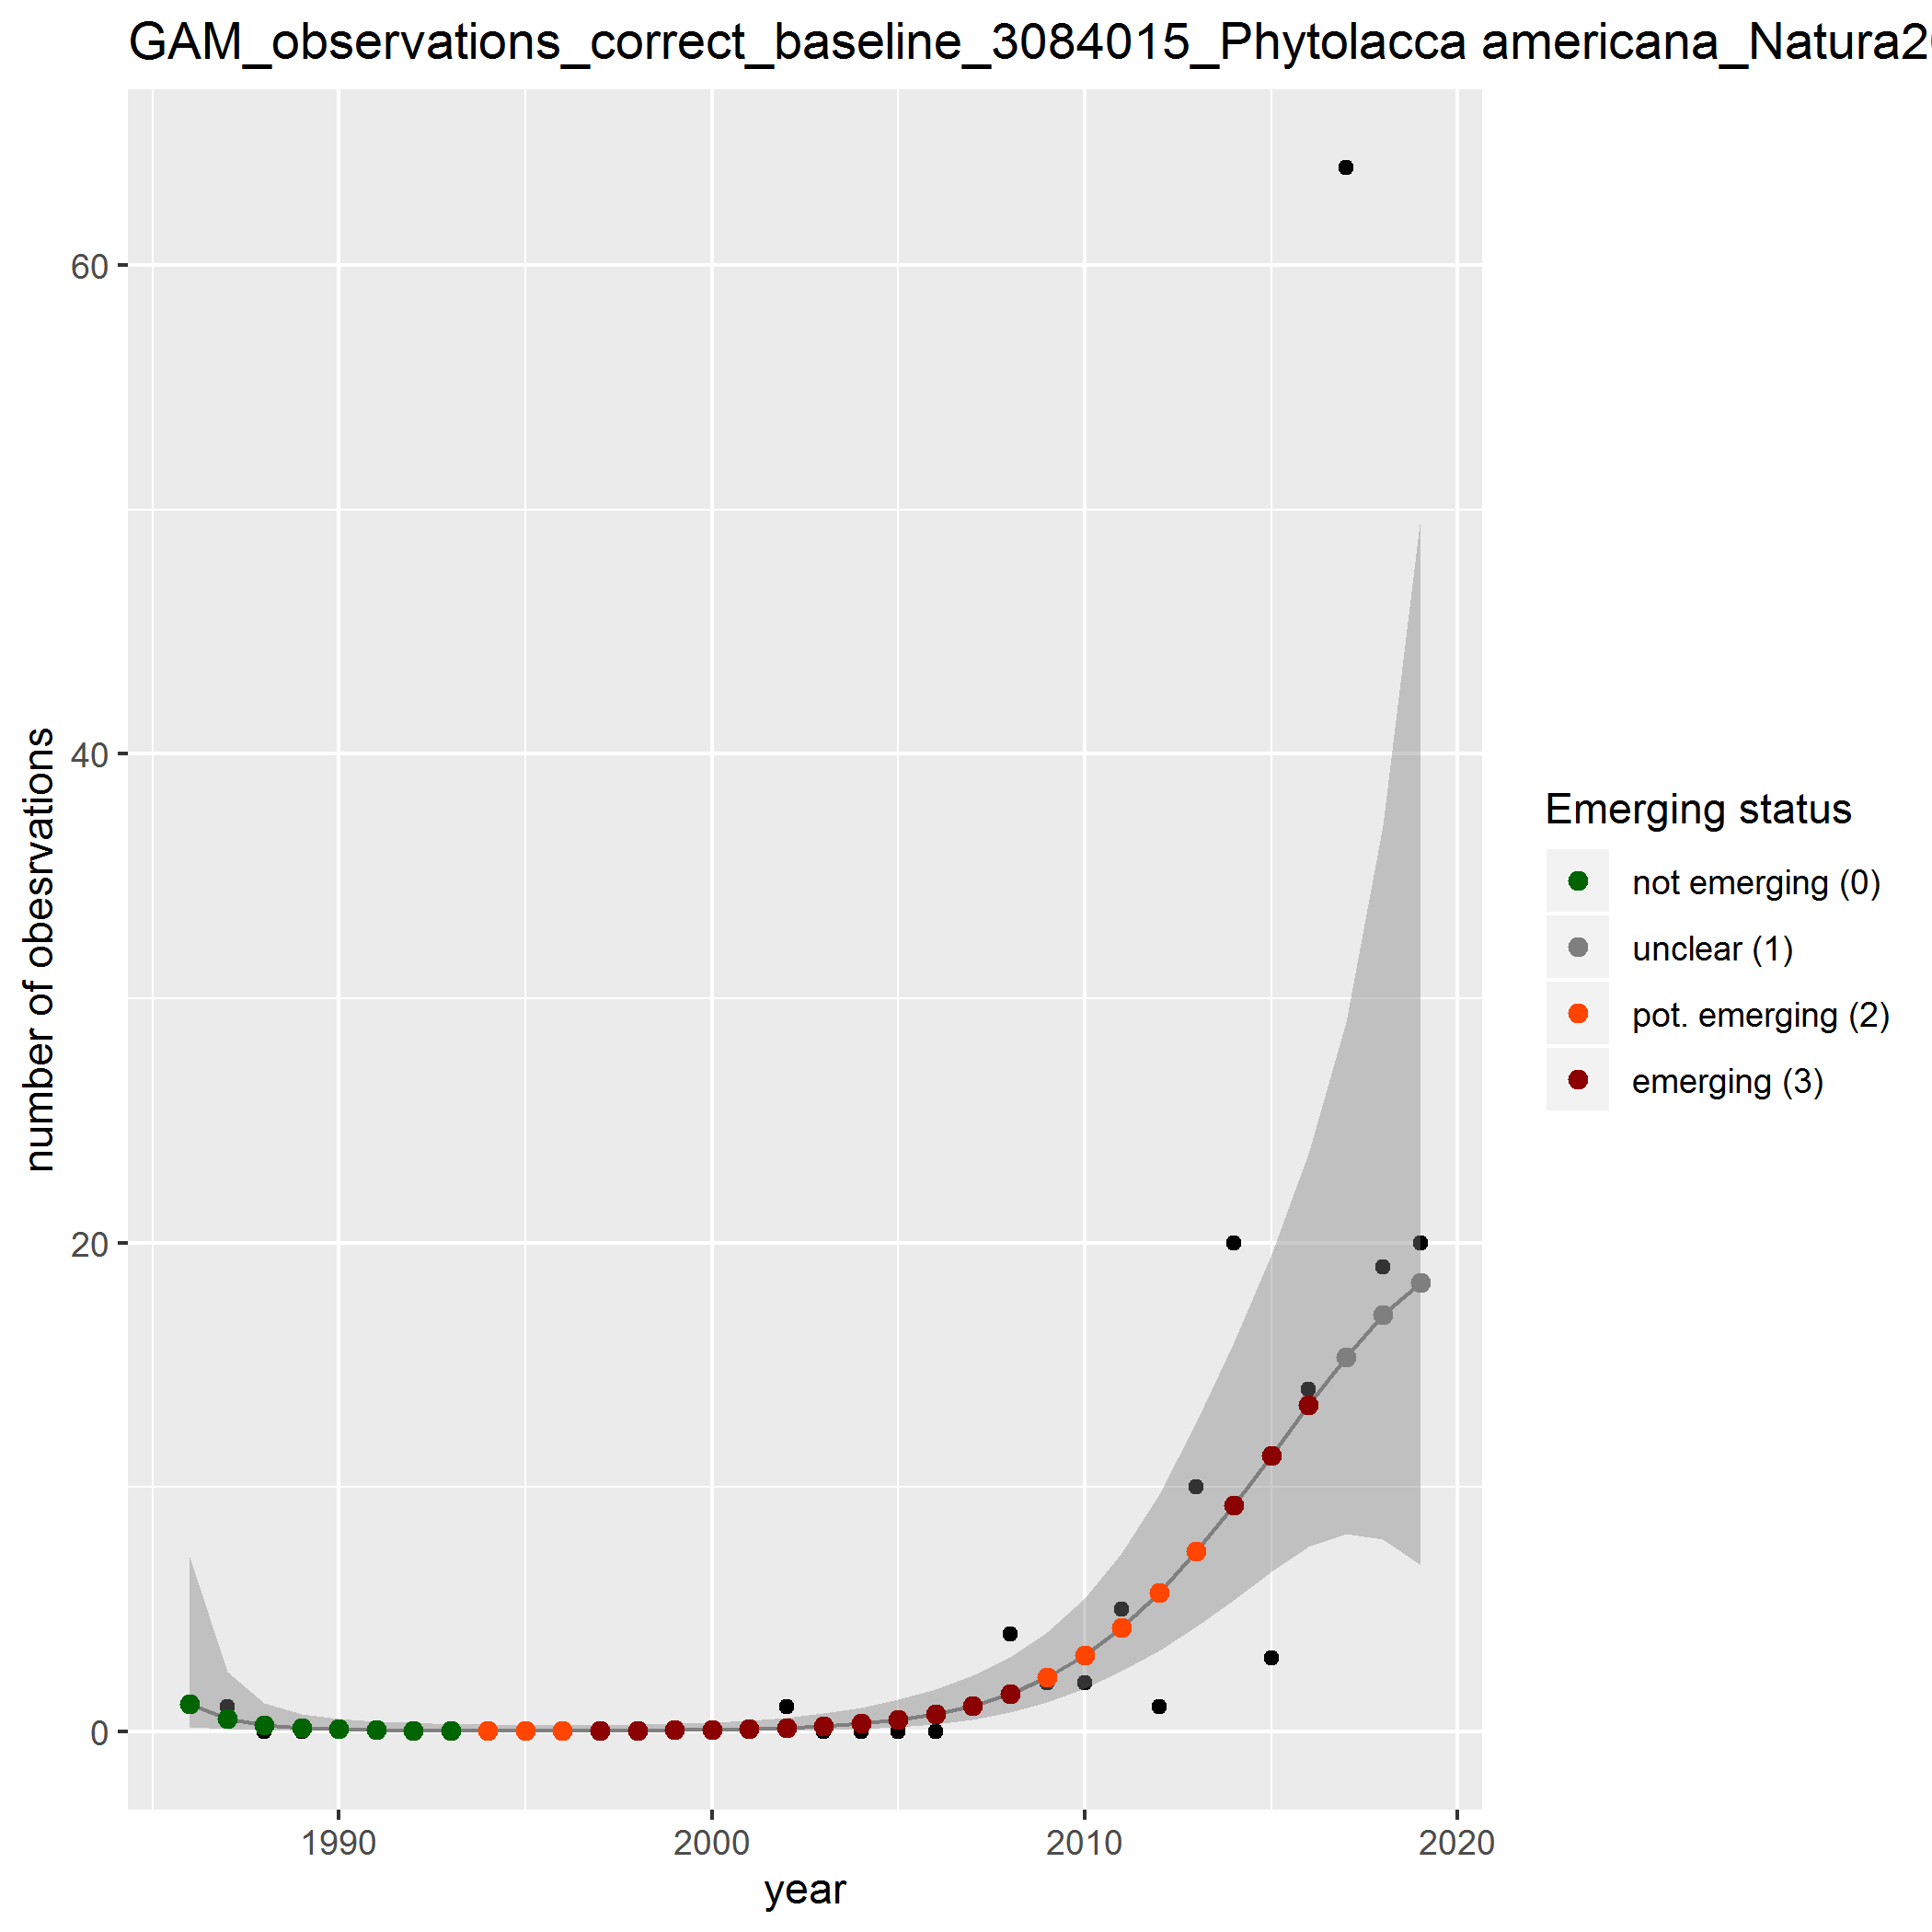 GAM_observations_correct_baseline_3084015_Phytolacca americana_Natura2
60
40
20
0
number of obesrvations
1990
2000
2010
2020
year
Emerging status
not emerging (0)
unclear (1)
pot. emerging (2)
emerging (3)